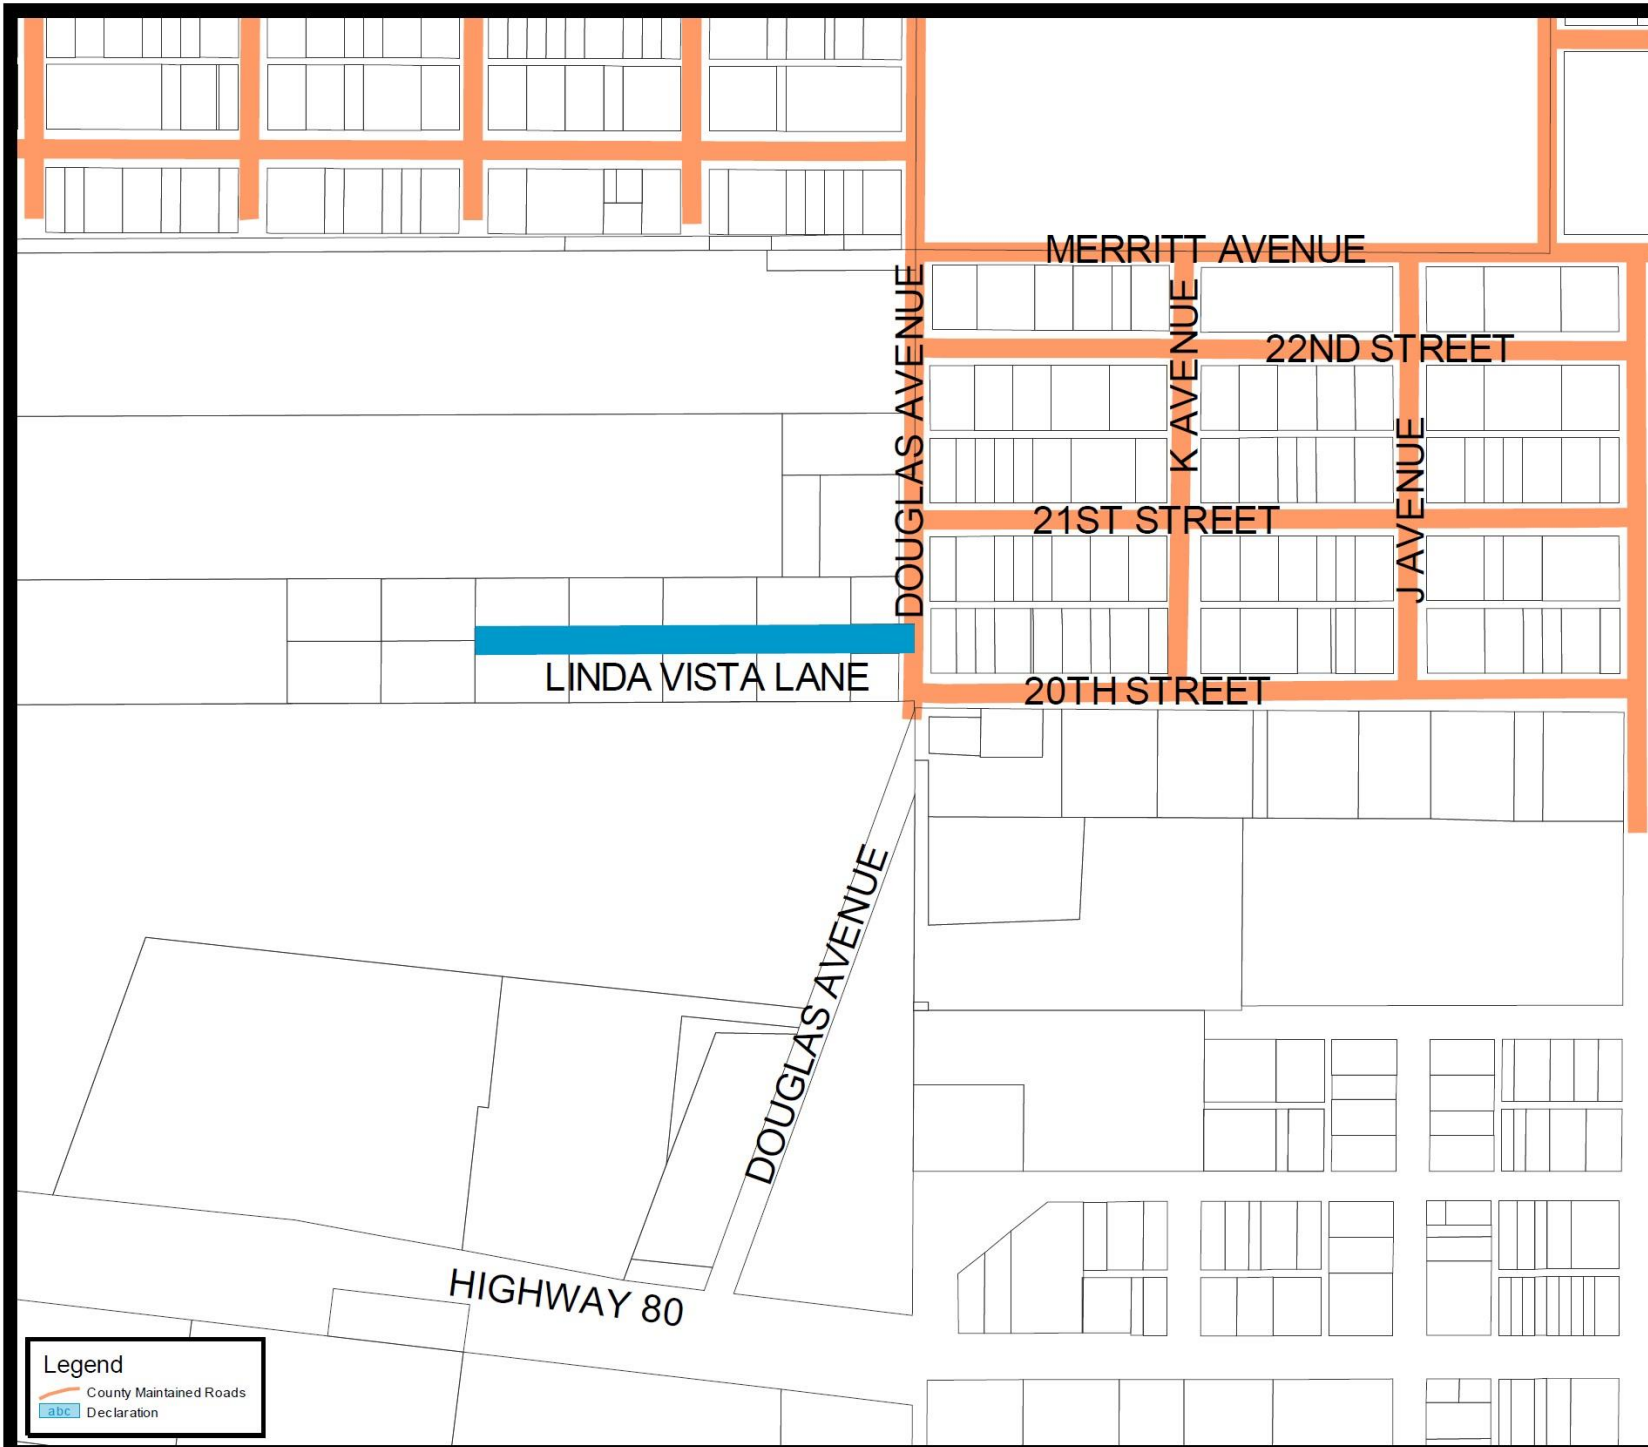 MERRITT AVENUE
DOUGLAS AVENUE
K AVENUE
22ND STREET
J AVENUE
21ST STREET
LINDA VISTA LANE
20TH STREET
DOUGLAS AVENUE
HIGHWAY 80
Legend
County Maintained Roads
abc Declaration